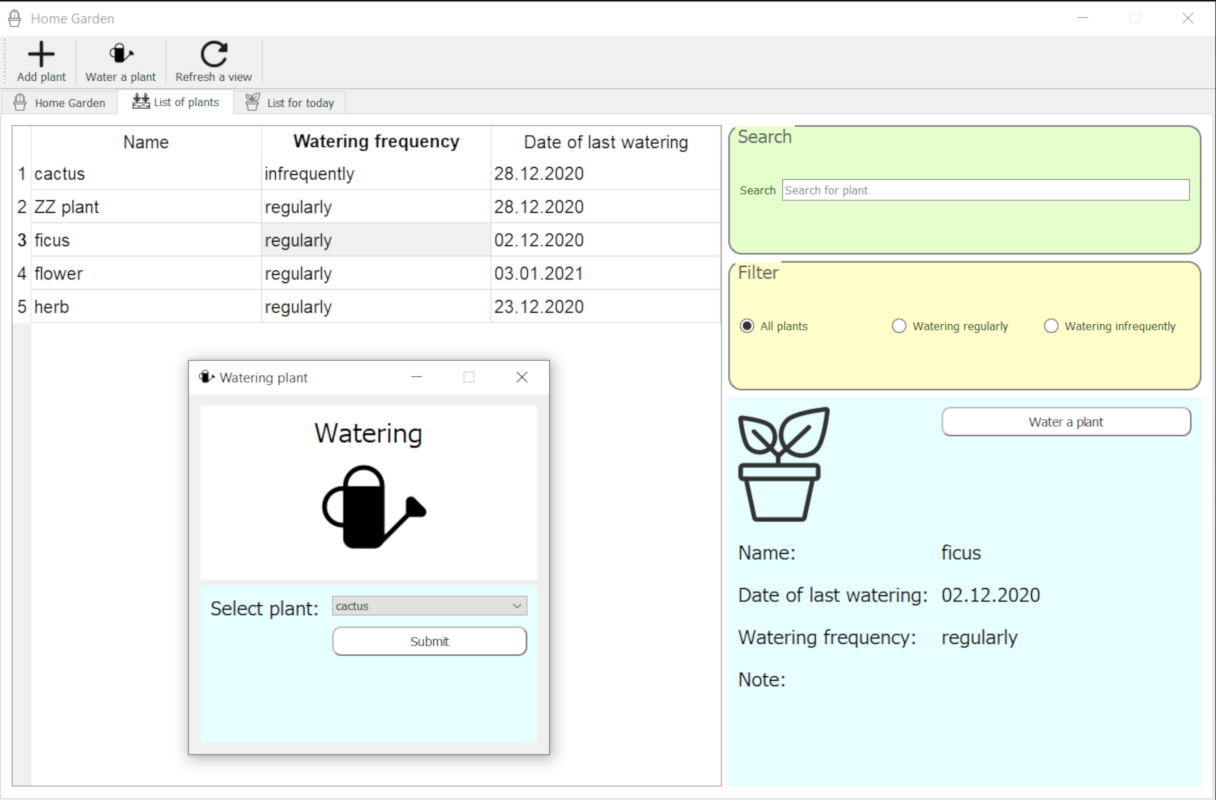 Home Garden
Add plant
Water a plant
Refresh a view
Home Garden
List of plants
List for today
Name Watering frequency Date of last watering
1 cactus infrequently 28.12.2020
2 ZZ plant regularly 28.12.2020
3 ficus regularly 02.12.2020
4 flower regularly 03.01.2021
5 herb regularly 23.12.2020
Watering plant
Watering
Select plant: cactus
Submit
Search
Search Search for plant
Filter
All plants Watering regularly Watering infrequently
Water a plant
Name: ficus
Date of last watering: 02.12.2020
Watering frequency: regularly
Note: